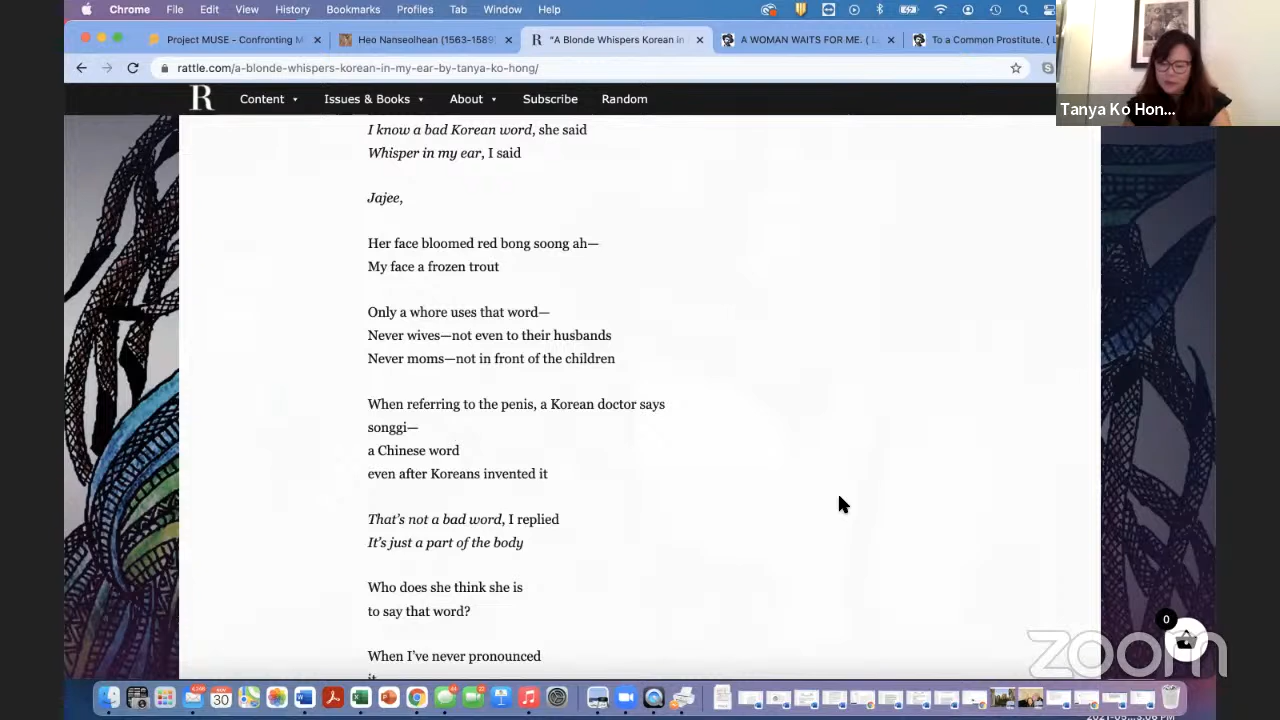 Chrome File Edit View History Bookmarks Profiles Tab Window Help
Project MUSE - Confronting M
Heo Nanseolhean (1563-1589
"A Blonde Whispers Korean in
A WOMAN WAITS FOR ME. ( L
To a Common Prostitute. ( L
rattle.com/a-blonde-whispers-korean-in-my-ear-by-tanya-ko-hong/
Tanya Ko Hon...
R Content Issues & Books About Subscribe Random
I know a bad Korean word, she said
Whisper in my ear, I said
Jajee,
Her face bloomed red bong soong ah—
My face a frozen trout
Only a whore uses that word—
Never wives—not even to their husbands
Never moms—not in front of the children
When referring to the penis, a Korean doctor says
songgi—
a Chinese word
even after Koreans invented it
That's not a bad word, I replied
It's just a part of the body
Who does she think she is
to say that word?
When I've never pronounced
it
0
zoom